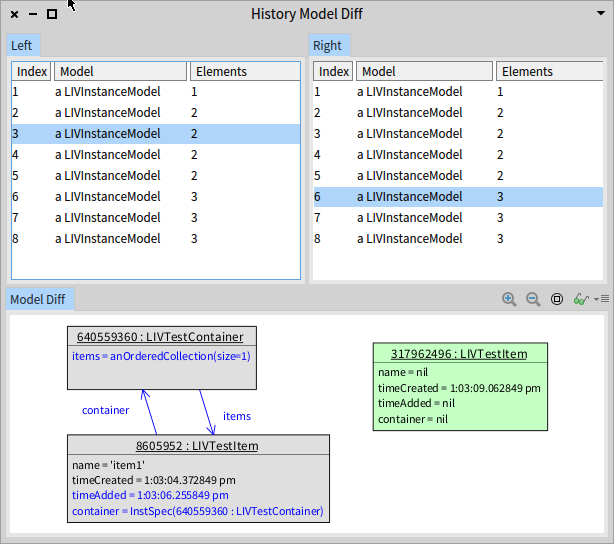 History Model Diff
Left
Index Model Elements
1 a LIVInstanceModel 1
2 a LIVInstanceModel 2
3 a LIVInstanceModel 2
4 a LIVInstanceModel 2
5 a LIVInstanceModel 2
6 a LIVInstanceModel 3
7 a LIVInstanceModel 3
8 a LIVInstanceModel 3
Right
Index Model Elements
1 a LIVInstanceModel 1
2 a LIVInstanceModel 2
3 a LIVInstanceModel 2
4 a LIVInstanceModel 2
5 a LIVInstanceModel 2
6 a LIVInstanceModel 3
7 a LIVInstanceModel 3
8 a LIVInstanceModel 3
Model Diff
640559360 : LIVTestContainer
items = anOrderedCollection(size=1)
container
items
8605952 : LIVTestItem
name = 'item1'
timeCreated = 1:03:04.372849 pm
timeAdded = 1:03:06.255849 pm
container = InstSpec(640559360 : LIVTestContainer)
317962496 : LIVTestItem
name = nil
timeCreated = 1:03:09.062849 pm
timeAdded = nil
container = nil